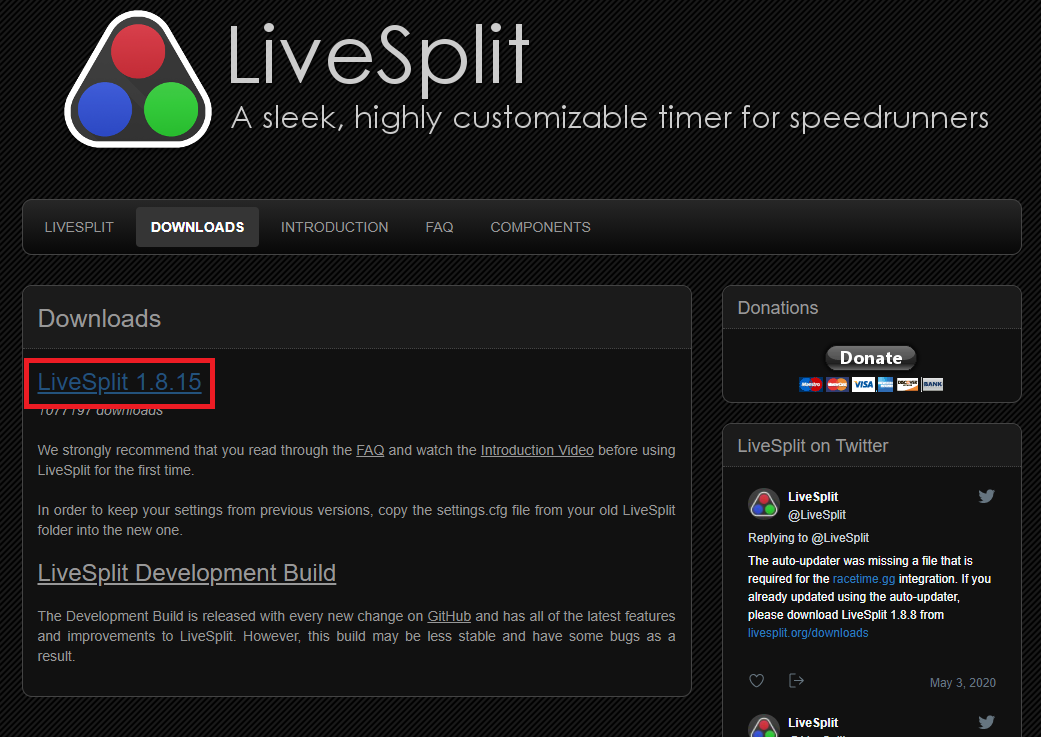 LiveSplit
A sleek, highly customizable timer for speedrunners
LIVESPLIT
DOWNLOADS
INTRODUCTION
FAQ
COMPONENTS
Downloads
LiveSplit 1.8.15
1077197 downloads
We strongly recommend that you read through the FAQ and watch the Introduction Video before using
LiveSplit for the first time.
In order to keep your settings from previous versions, copy the settings.cfg file from your old LiveSplit
folder into the new one.
LiveSplit Development Build
The Development Build is released with every new change on GitHub and has all of the latest features
and improvements to LiveSplit. However, this build may be less stable and have some bugs as a
result.
Donations
Donate
Maestro
MasterCard
VISA
DISCOVER
BANK
LiveSplit on Twitter
LiveSplit
@LiveSplit
Replying to @LiveSplit
The auto-updater was missing a file that is
required for the racetime.gg integration. If you
already updated using the auto-updater,
please download LiveSplit 1.8.8 from
livesplit.org/downloads
May 3, 2020
LiveSplit